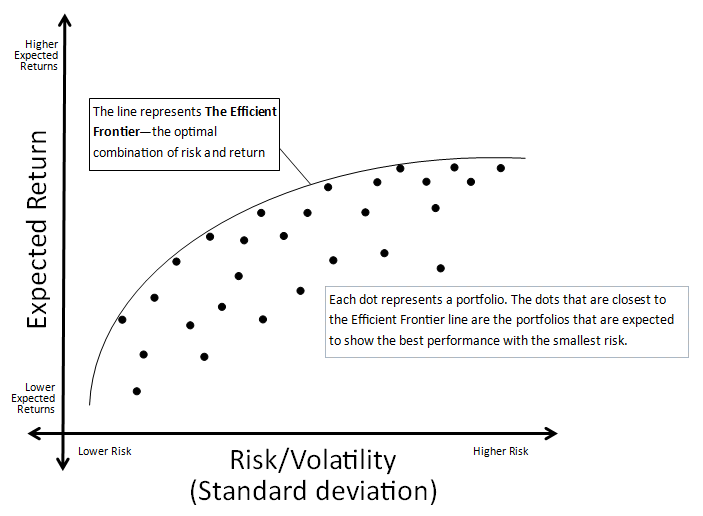 Higher
Expected
Returns
The line represents The Efficient
Frontier—the optimal
combination of risk and return
Expected Return
Each dot represents a portfolio. The dots that are closest to
the Efficient Frontier line are the portfolios that are expected
to show the best performance with the smallest risk.
Lower
Expected
Returns
Lower Risk
Higher Risk
Risk/Volatility
(Standard deviation)